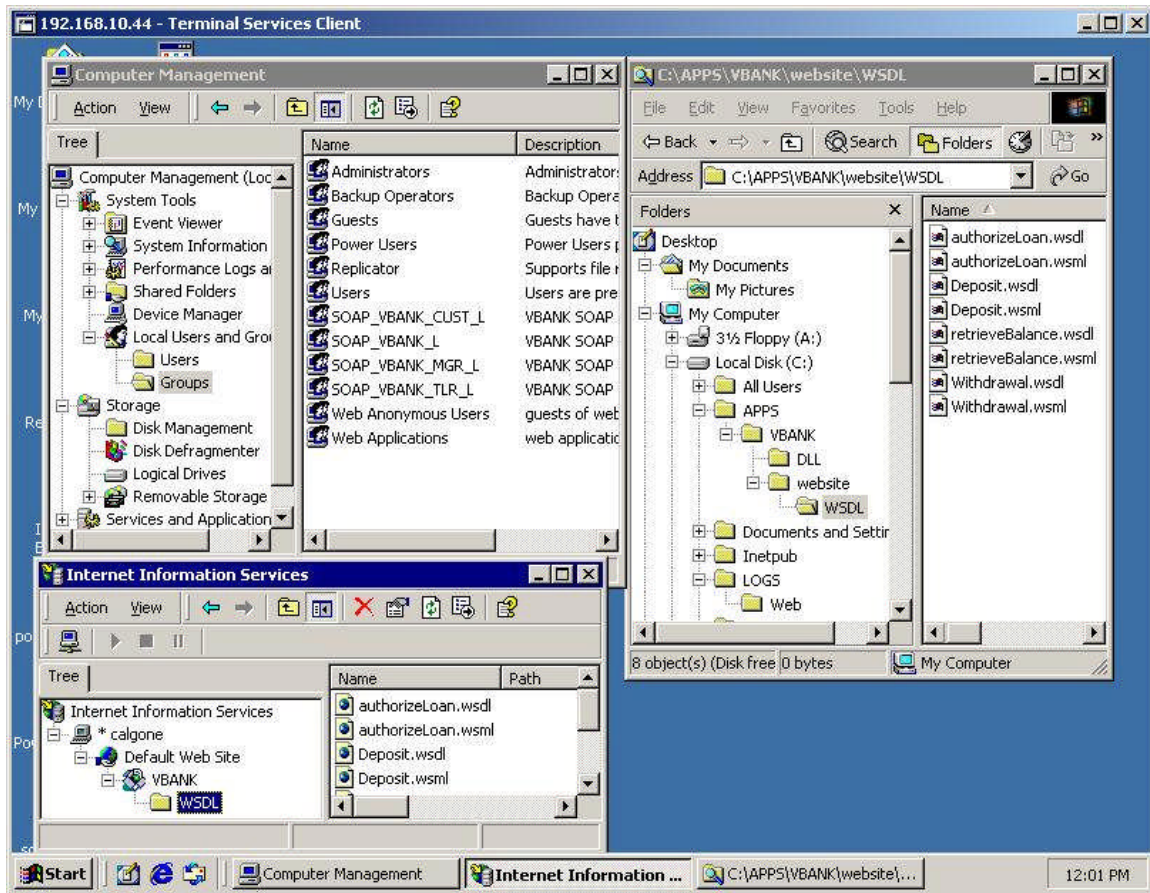 192.168.10.44 - Terminal Services Client
Computer Management
Action View
Tree
Name Description
Computer Management (Loc
System Tools
Event Viewer
System Information
Performance Logs a
Shared Folders
Device Manager
Local Users and Grou
Users
Groups
Storage
Disk Management
Disk Defragmenter
Logical Drives
Removable Storage
Services and Application
Administrators Administrator
Backup Operators Backup Opera
Guests Guests have t
Power Users Power Users p
Replicator Supports file r
Users Users are pre
SOAP_VBANK_CUST_L VBANK SOAP
SOAP_VBANK_L VBANK SOAP
SOAP_VBANK_MGR_L VBANK SOAP
SOAP_VBANK_TLR_L VBANK SOAP
Web Anonymous Users guests of web
Web Applications web applicatic
C:\APPS\VBANK\website\WSDL
File Edit View Favorites Tools Help
Back Search Folders »
Address C:\APPS\VBANK\website\WSDL Go
Folders
Desktop
My Documents
My Pictures
My Computer
3½ Floppy (A:)
Local Disk (C:)
All Users
APPS
VBANK
DLL
website
WSDL
Documents and Settir
Inetpub
LOGS
Web
Name
authorizeLoan.wsdl
authorizeLoan.wsml
Deposit.wsdl
Deposit.wsml
retrieveBalance.wsdl
retrieveBalance.wsml
Withdrawal.wsdl
Withdrawal.wsml
8 object(s) (Disk free 0 bytes My Computer
Internet Information Services
Action View
Tree
Name Path
Internet Information Services
* calgone
Default Web Site
VBANK
WSDL
authorizeLoan.wsdl
authorizeLoan.wsml
Deposit.wsdl
Deposit.wsml
My
My
My
Re
po
Start Computer Management Internet Information ... C:\APPS\VBANK\website\... 12:01 PM